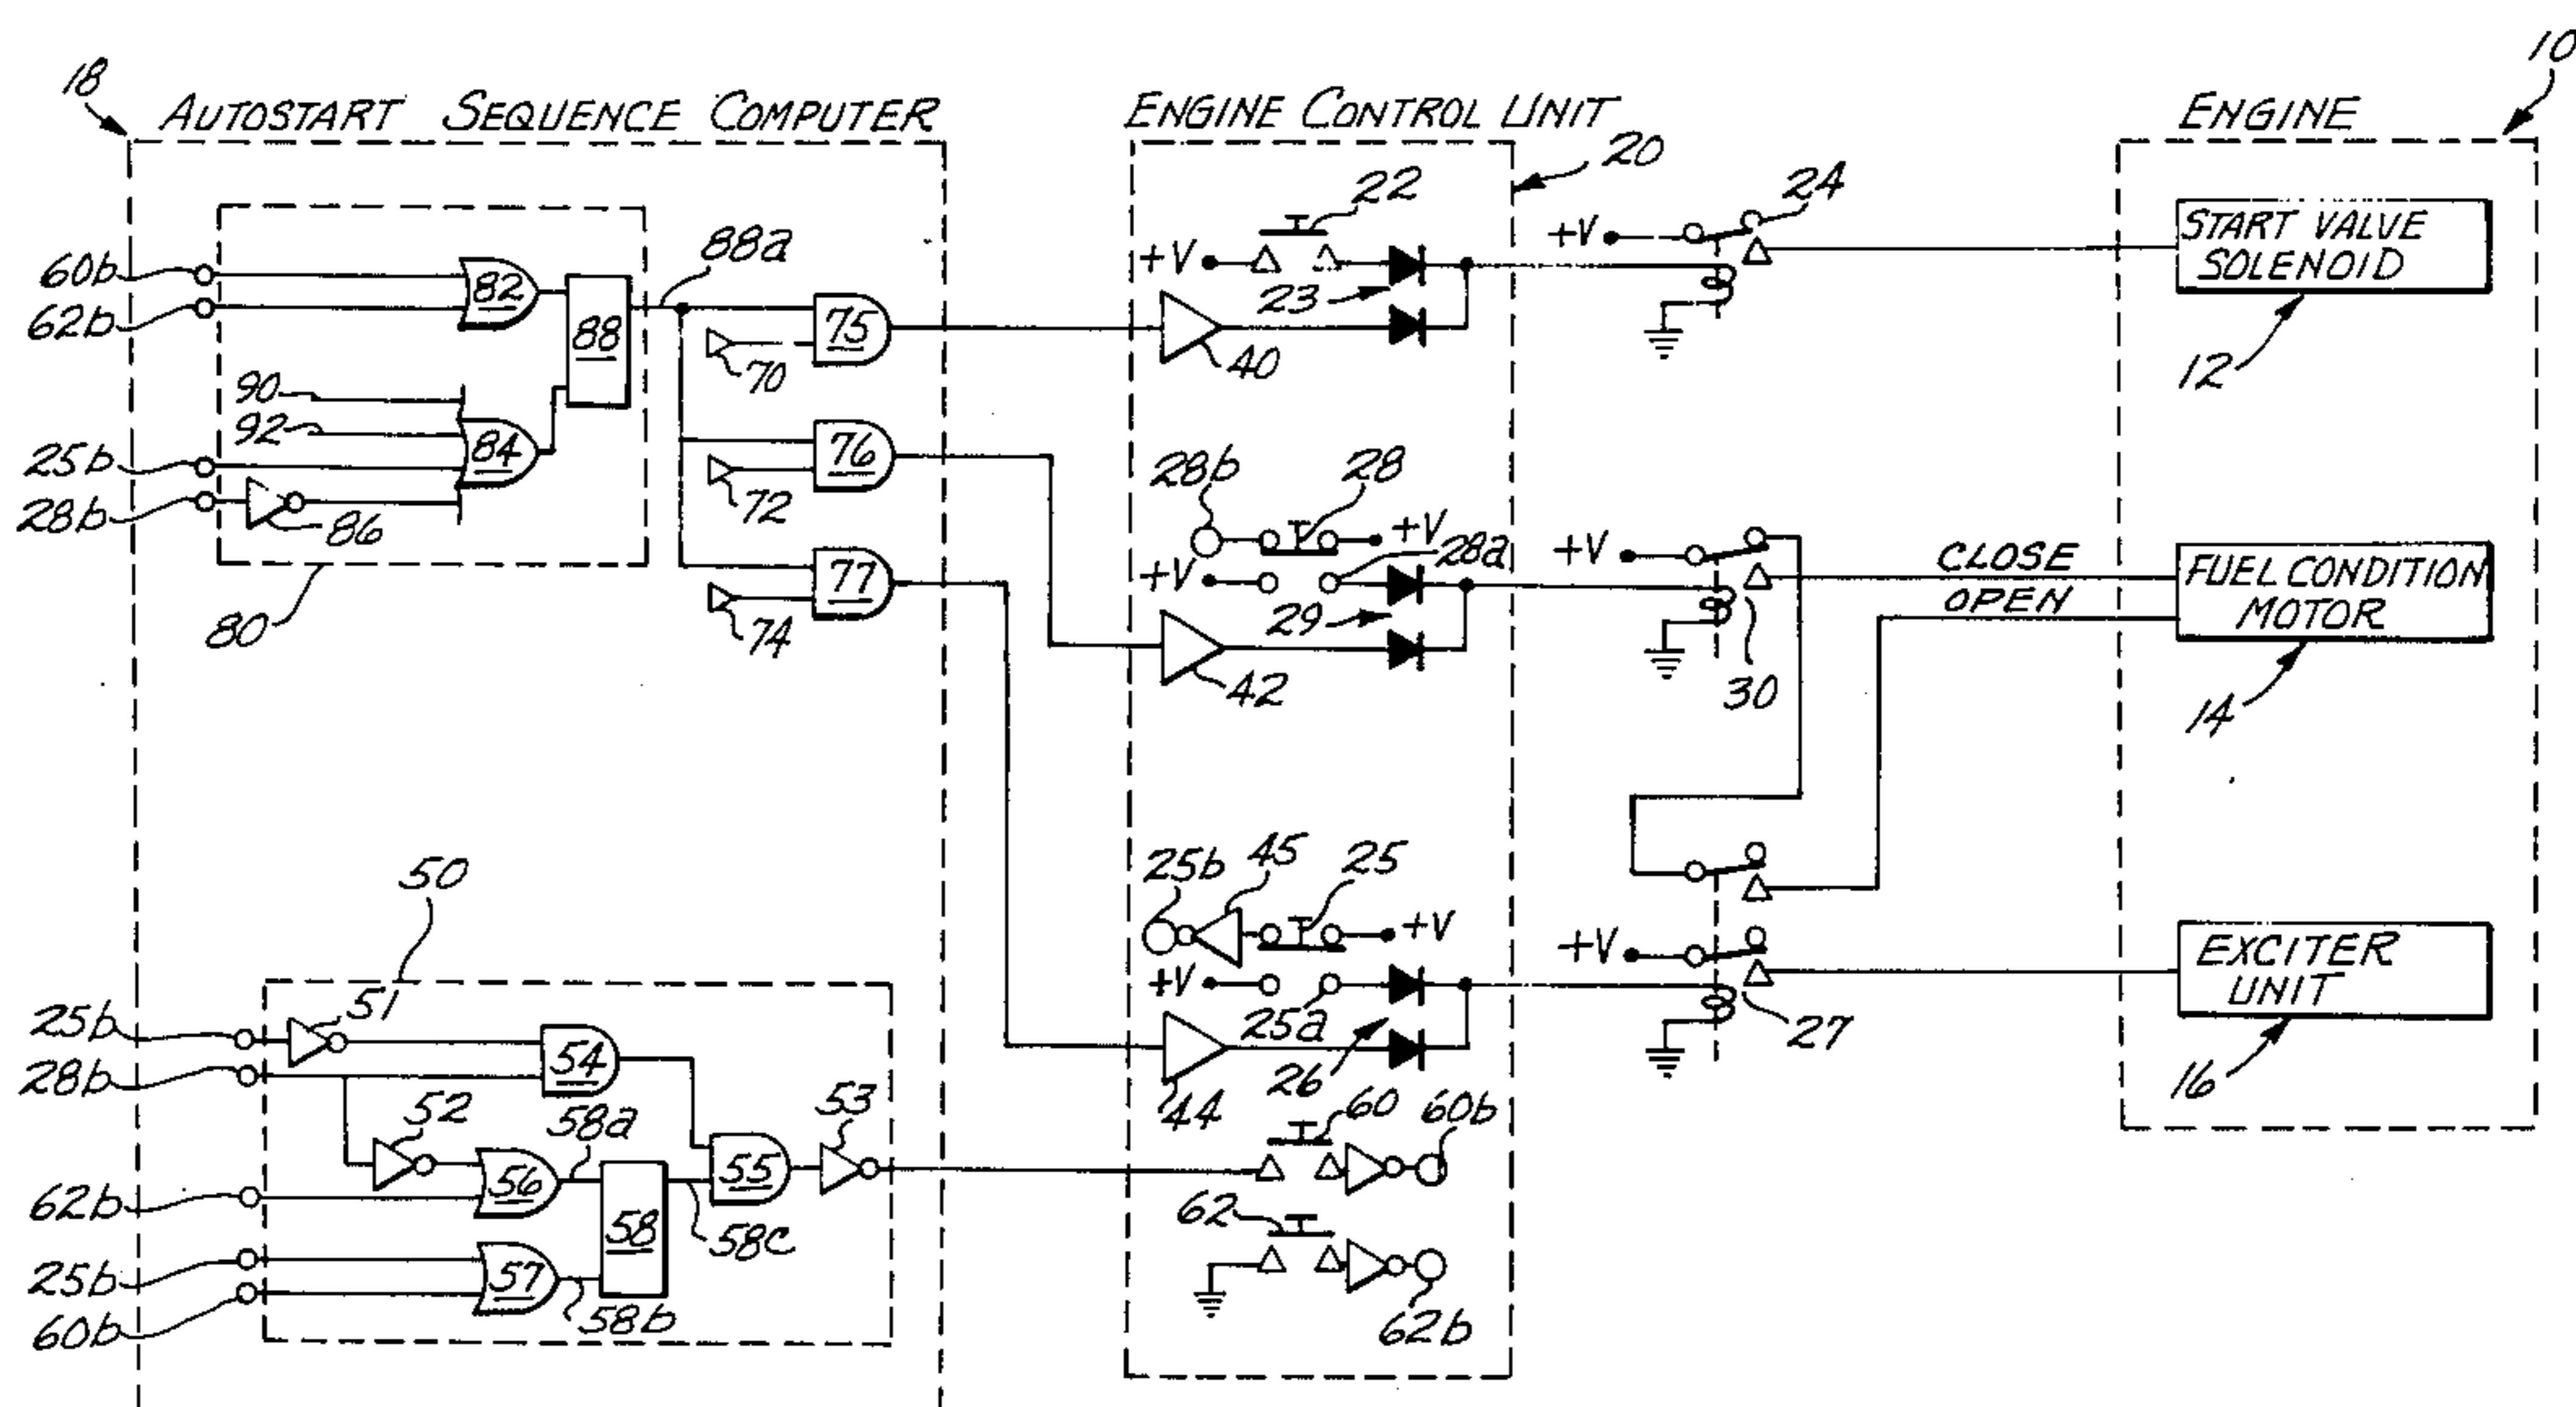 10
18
AUTOSTART SEQUENCE COMPUTER
ENGINE CONTROL UNIT
ENGINE
20
22
24
88a
60b
62b
82
88
75
+V
23
+V
START VALVE
SOLENOID
70
40
12
90
92
84
25b
28b
86
76
72
28b
28
+V
28a
+V
+V
CLOSE
OPEN
FUEL CONDITION
MOTOR
80
77
74
29
42
30
14
50
25b
45
25
+V
+V
25a
26
44
+V
27
EXCITER
UNIT
16
25b
28b
51
54
52
58a
53
62b
56
55
60
60b
58
58c
62
25b
57
60b
58b
62b